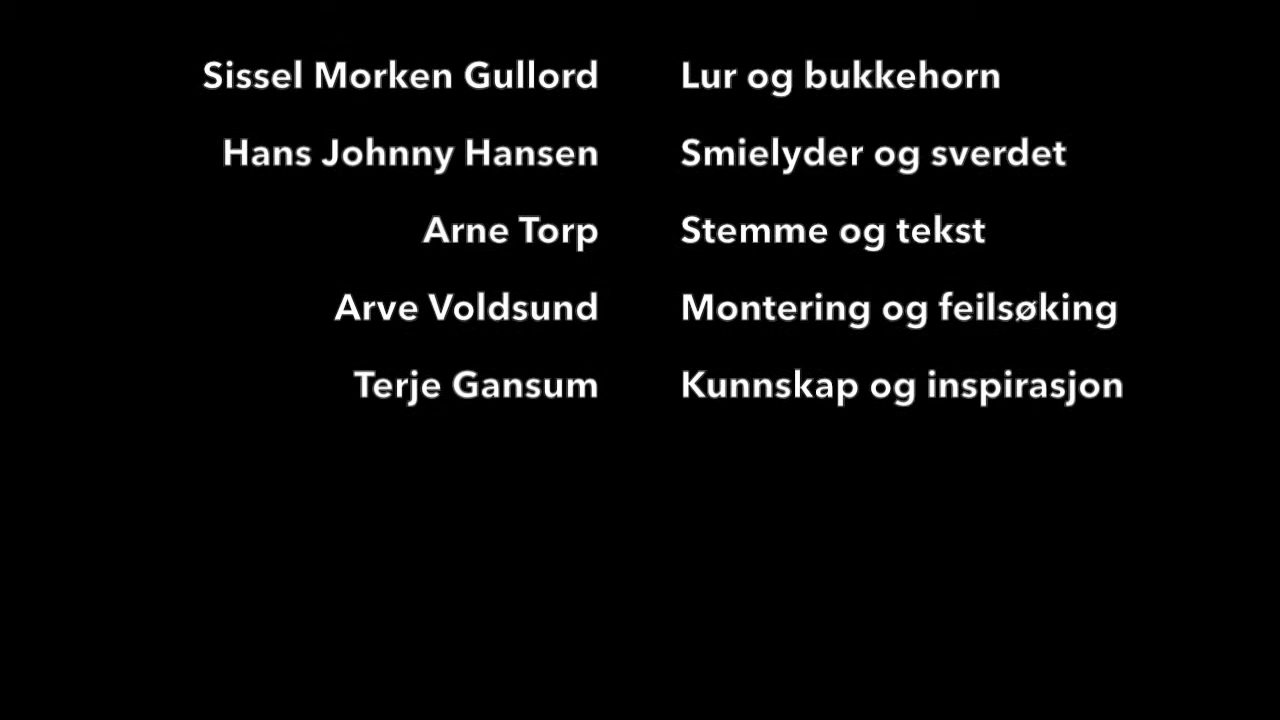 Sissel Morken Gullord Lur og bukkehorn
Hans Johnny Hansen Smielyder og sverdet
Arne Torp Stemme og tekst
Arve Voldsund Montering og feilsøking
Terje Gansum Kunnskap og inspirasjon